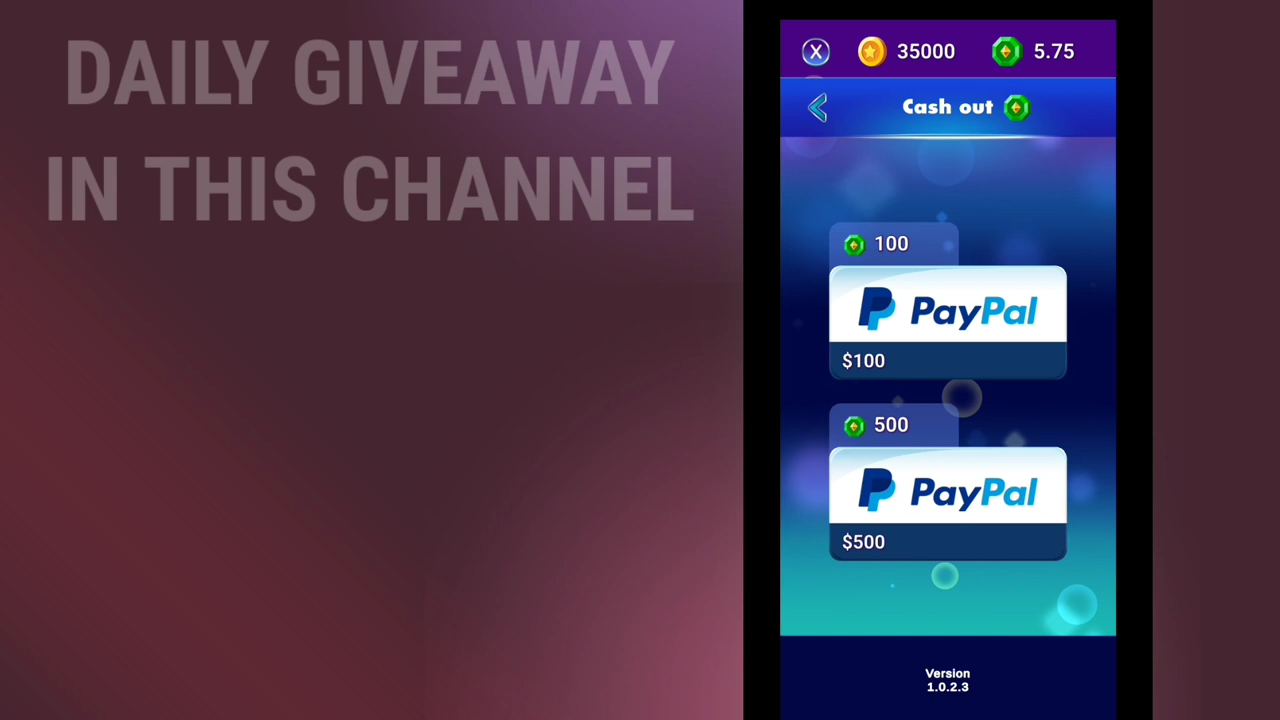 DAILY GIVEAWAY
IN THIS CHANNEL
X 35000 5.75
Cash out
100
PayPal
$100
500
PayPal
$500
Version
1.0.2.3